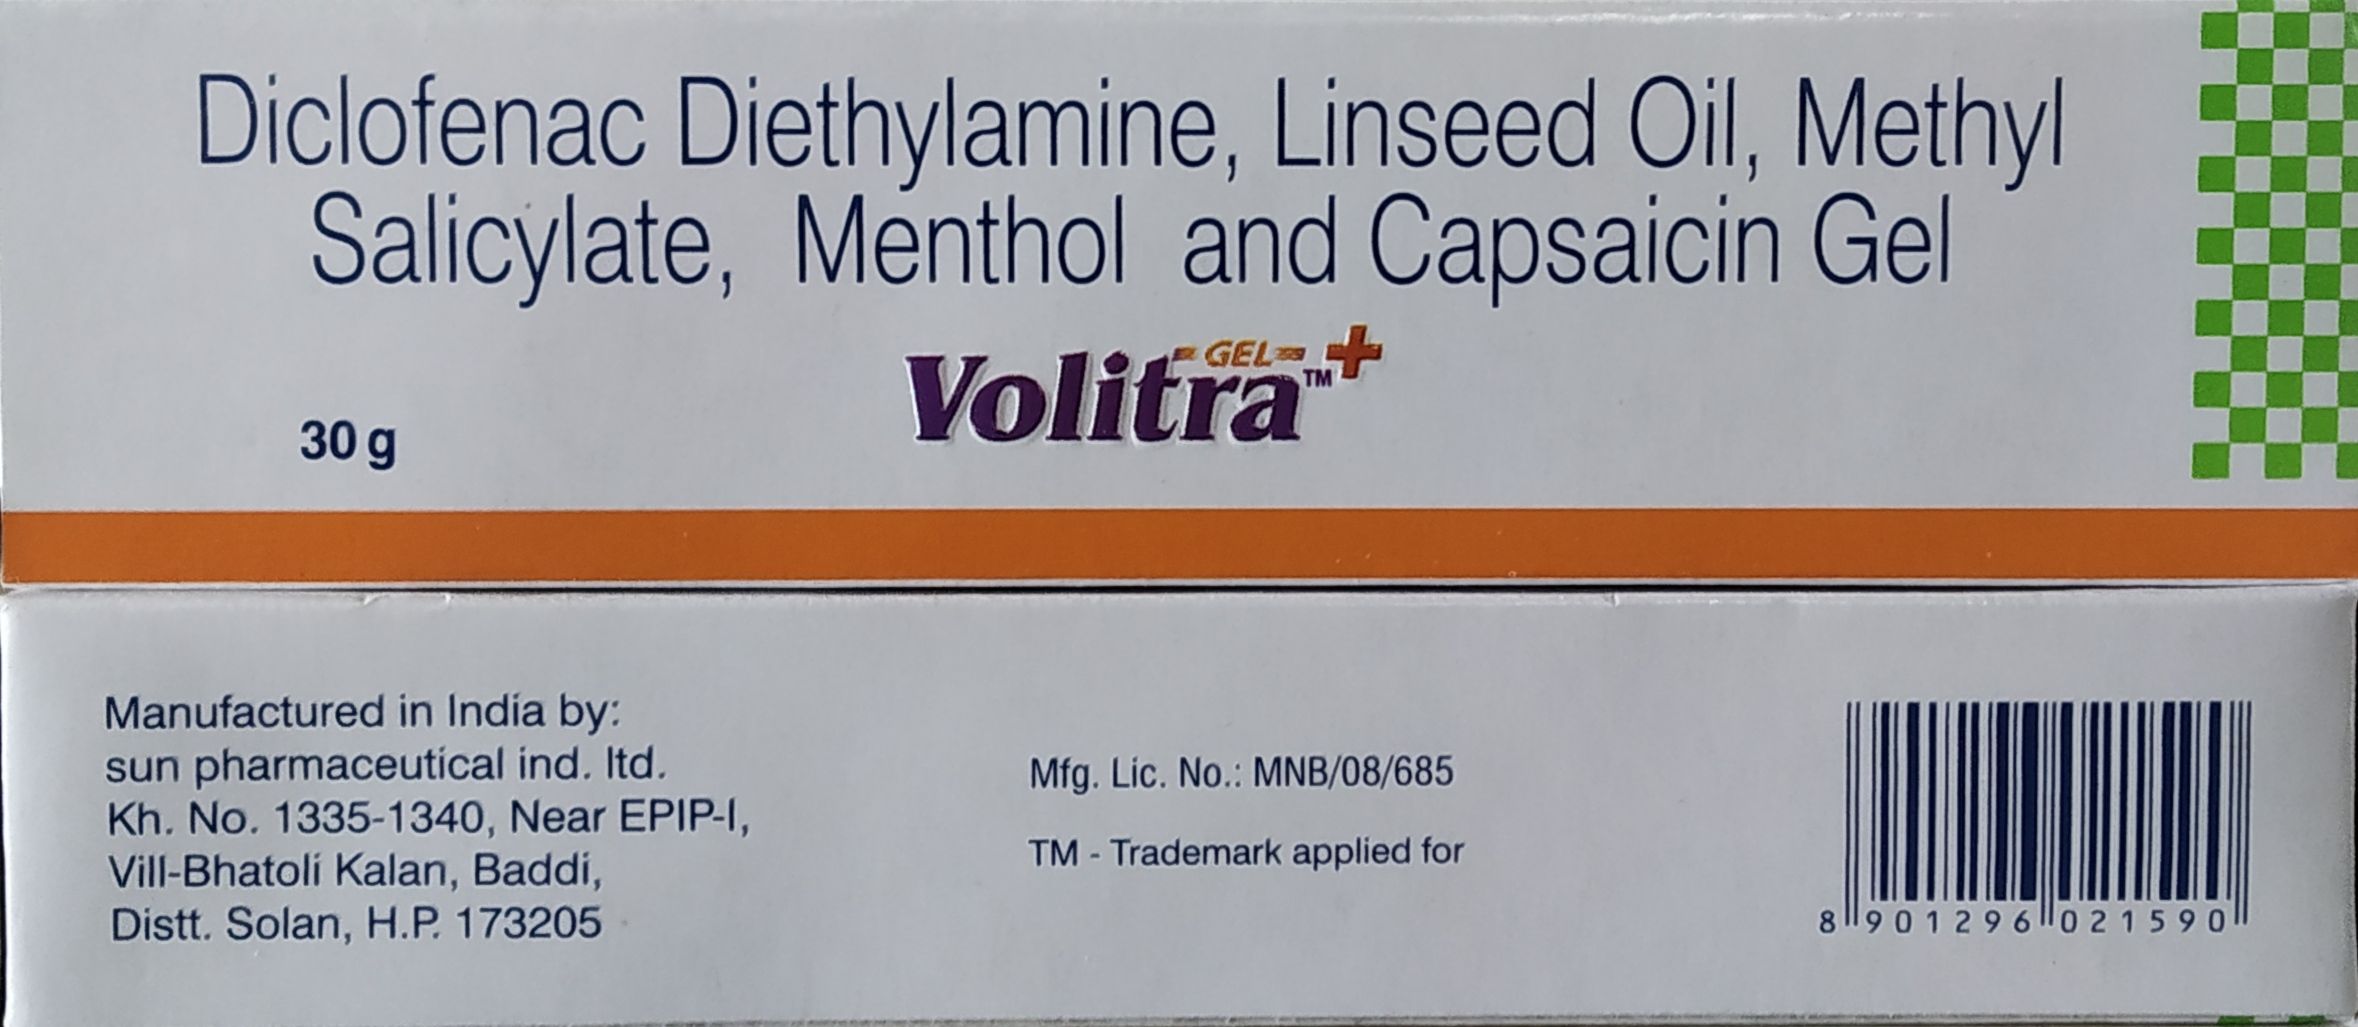 Diclofenac Diethylamine, Linseed Oil, Methyl
Salicylate, Menthol and Capsaicin Gel
GEL
Volitra™+
30 g
Manufactured in India by:
sun pharmaceutical ind. ltd.
Kh. No. 1335-1340, Near EPIP-I,
Vill-Bhatoli Kalan, Baddi,
Distt. Solan, H.P. 173205
Mfg. Lic. No.: MNB/08/685
TM - Trademark applied for
8 901296 021590